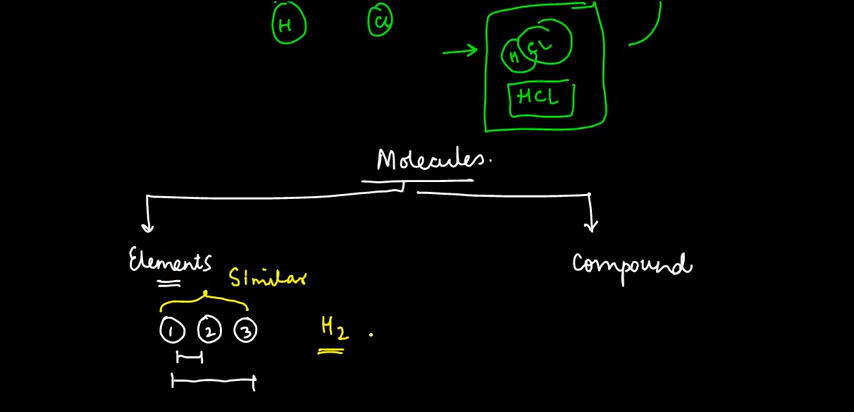 H Cl
H CL
HCL
Molecules.
Elements
Compound
Similar
1 2 3
H2 .